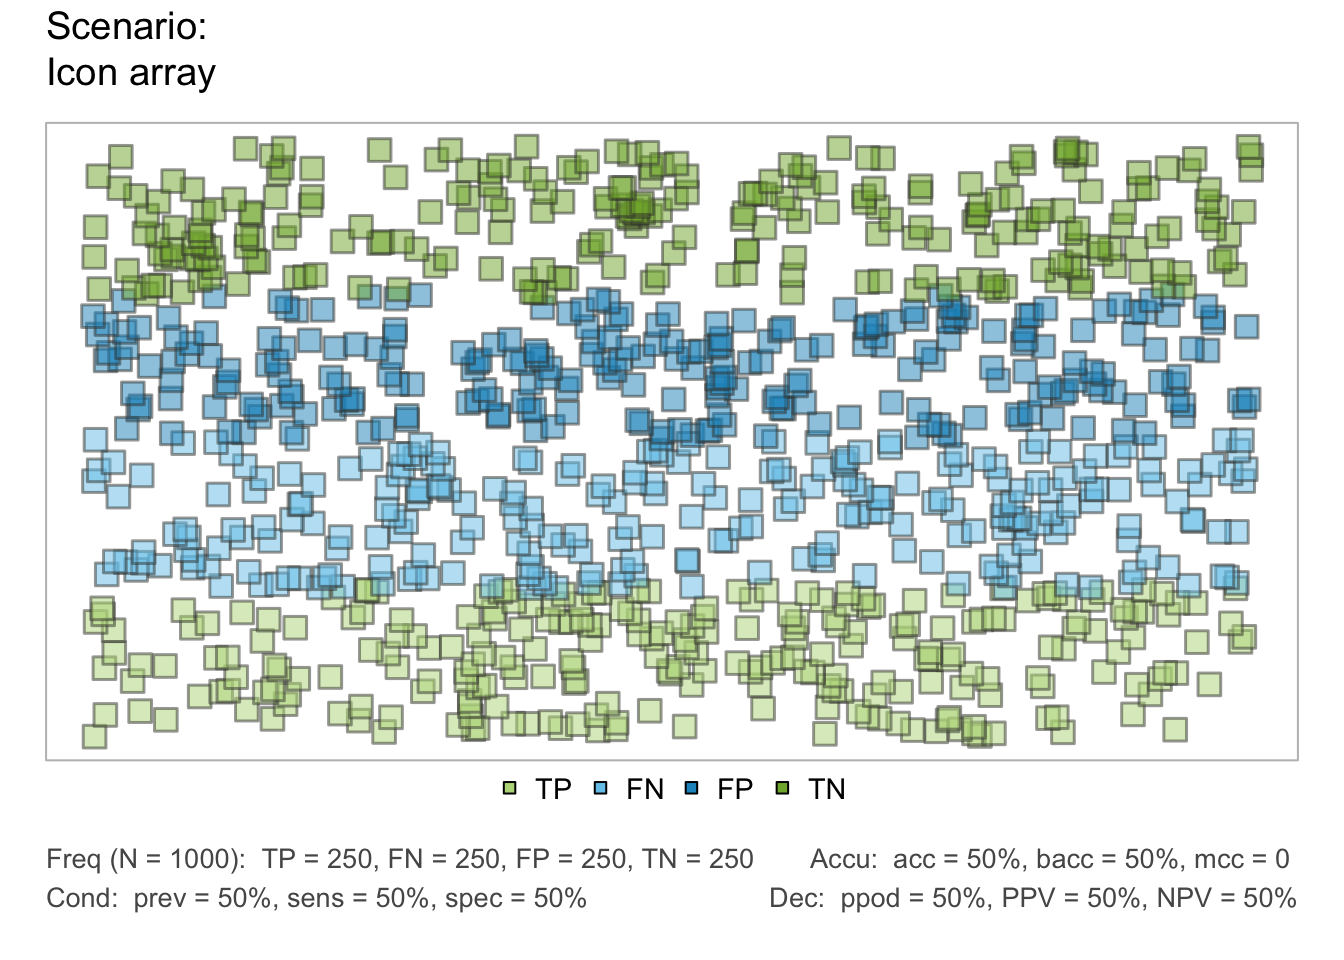 Scenario:
Icon array
TP FN FP TN
Freq (N = 1000): TP = 250, FN = 250, FP = 250, TN = 250 Accu: acc = 50%, bacc = 50%, mcc = 0
Cond: prev = 50%, sens = 50%, spec = 50% Dec: ppod = 50%, PPV = 50%, NPV = 50%